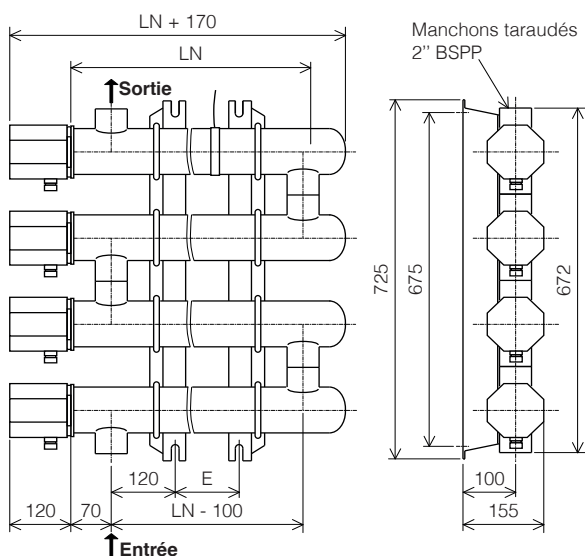 LN + 170
LN
Sortie
Manchons taraudés
2'' BSPP
725
675
672
120
E
100
120
70
LN - 100
155
Entrée